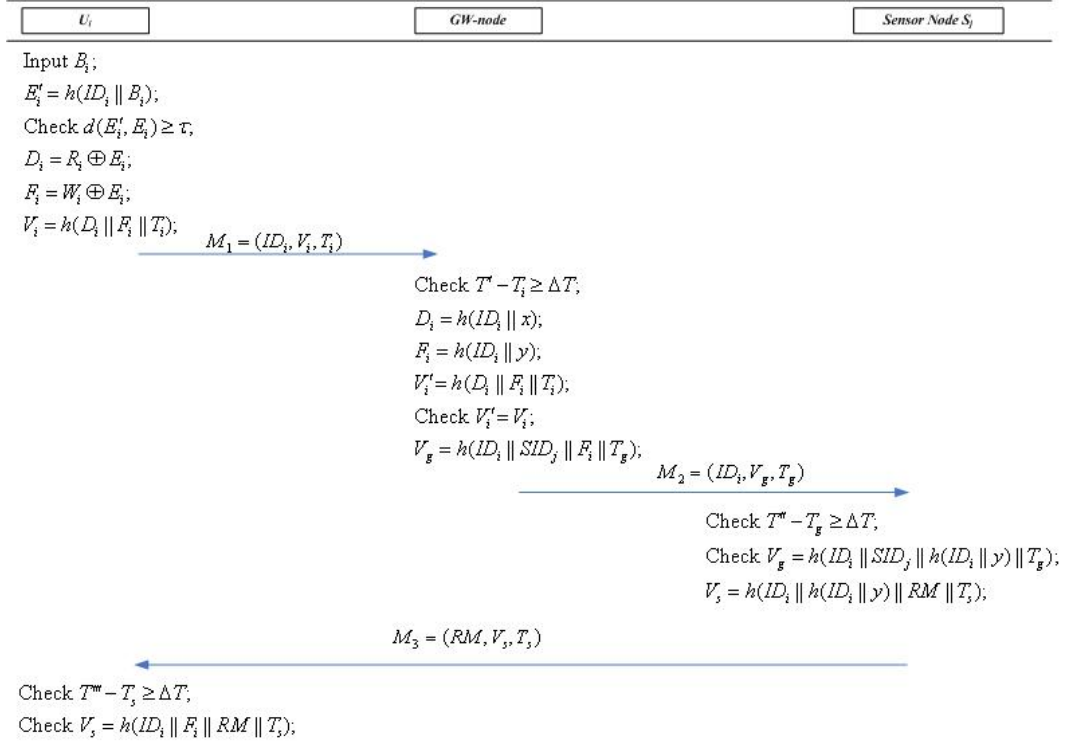 U_i
GW-node
Sensor Node S_j
Input B_i;
E_i′ = h(ID_i || B_i);
Check d(E_i′, E_i) ≥ τ;
D_i = R_i ⊕ E_i;
F_i = W_i ⊕ E_i;
V_i = h(D_i || F_i || T_i);
M_1 = (ID_i, V_i, T_i)
Check T′ − T_i ≥ ΔT;
D_i = h(ID_i || x);
F_i = h(ID_i || y);
V_i′ = h(D_i || F_i || T_i);
Check V_i′ = V_i;
V_g = h(ID_i || SID_j || F_i || T_g);
M_2 = (ID_i, V_g, T_g)
Check T″ − T_g ≥ ΔT;
Check V_g = h(ID_i || SID_j || h(ID_i || y) || T_g);
V_s = h(ID_i || h(ID_i || y) || RM || T_s);
M_3 = (RM, V_s, T_s)
Check T‴ − T_s ≥ ΔT;
Check V_s = h(ID_i || F_i || RM || T_s);